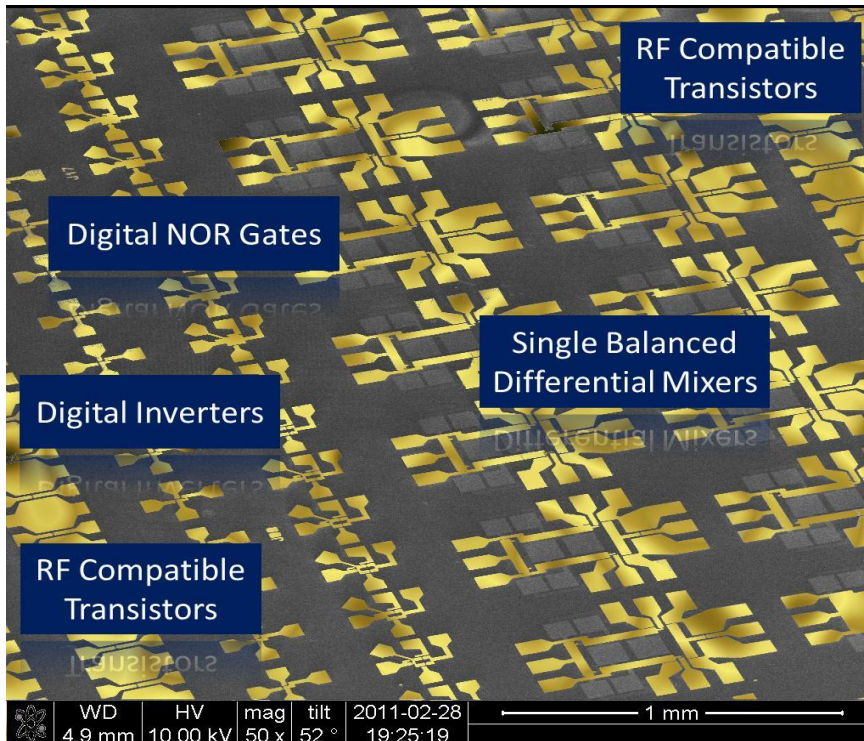 RF Compatible
Transistors
Digital NOR Gates
Single Balanced
Differential Mixers
Digital Inverters
RF Compatible
Transistors
WD HV mag tilt 2011-02-28 1 mm
4.9 mm 10.00 kV 50 x 52 ° 19:25:19